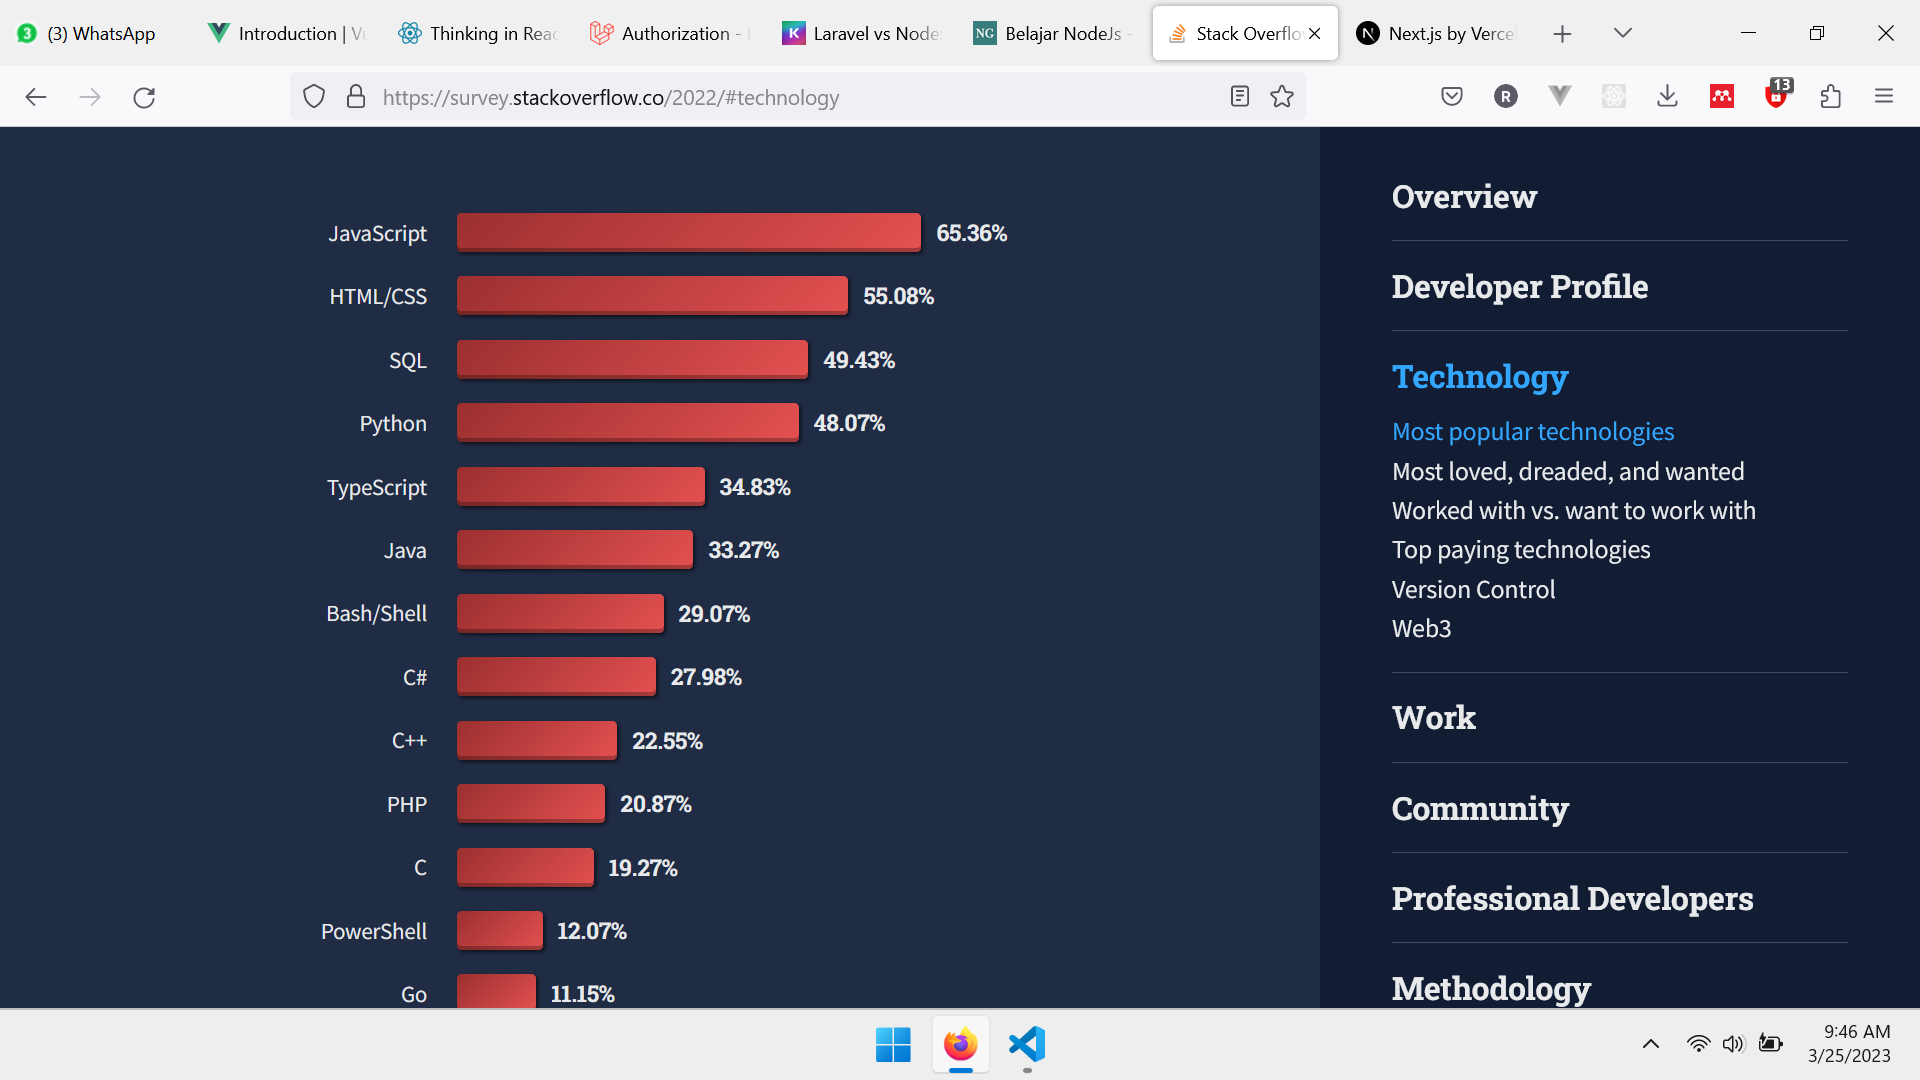 3 (3) WhatsApp
Introduction | Vu
Thinking in Reac
Authorization -
K Laravel vs Node
NG Belajar NodeJs -
Stack Overflo
N Next.js by Verce
https://survey.stackoverflow.co/2022/#technology
R
13
JavaScript 65.36%
HTML/CSS 55.08%
SQL 49.43%
Python 48.07%
TypeScript 34.83%
Java 33.27%
Bash/Shell 29.07%
C# 27.98%
C++ 22.55%
PHP 20.87%
C 19.27%
PowerShell 12.07%
Go 11.15%
Overview
Developer Profile
Technology
Most popular technologies
Most loved, dreaded, and wanted
Worked with vs. want to work with
Top paying technologies
Version Control
Web3
Work
Community
Professional Developers
Methodology
9:46 AM
3/25/2023